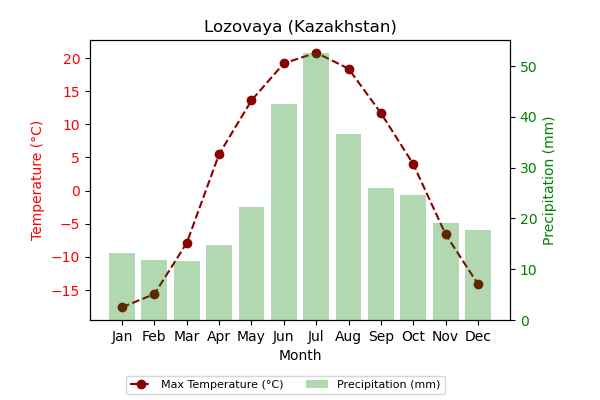 Lozovaya (Kazakhstan)
20
15
10
5
0
−5
−10
−15
Temperature (°C)
50
40
30
20
10
0
Precipitation (mm)
Jan Feb Mar Apr May Jun Jul Aug Sep Oct Nov Dec
Month
Max Temperature (°C) Precipitation (mm)